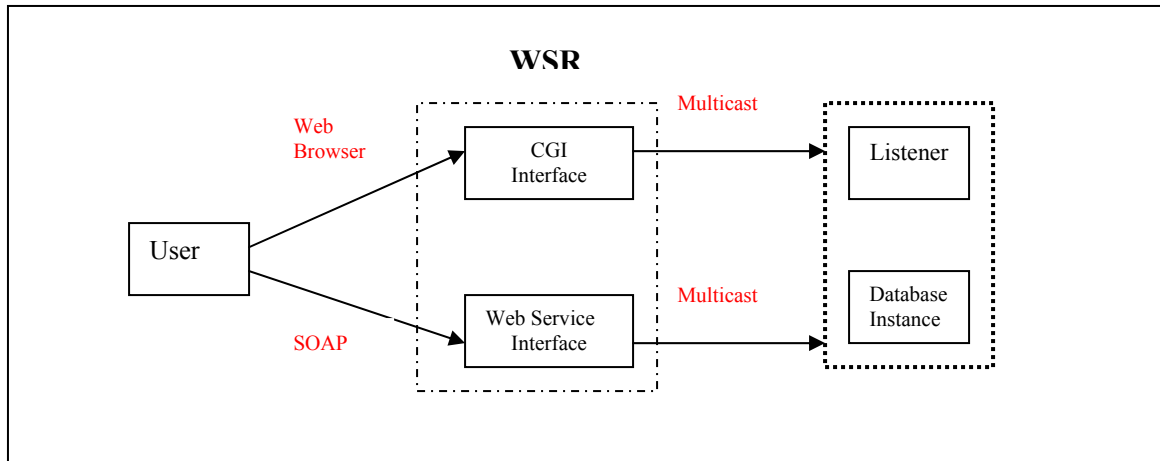 WSR
Web
Browser
Multicast
CGI
Interface
Listener
User
SOAP
Web Service
Interface
Multicast
Database
Instance